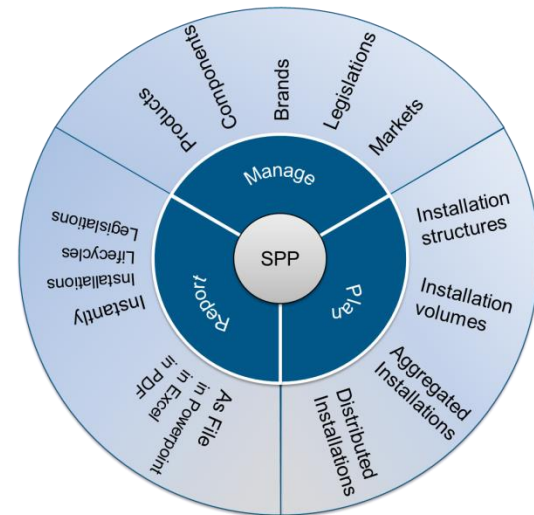 Products
Components
Brands
Legislations
Markets
Manage
SPP
Plan
Report
Installation
structures
Installation
volumes
Aggregated
Installations
Distributed
Installations
As File
in Powerpoint
in Excel
in PDF
Instantly
Installations
Lifecycles
Legislations